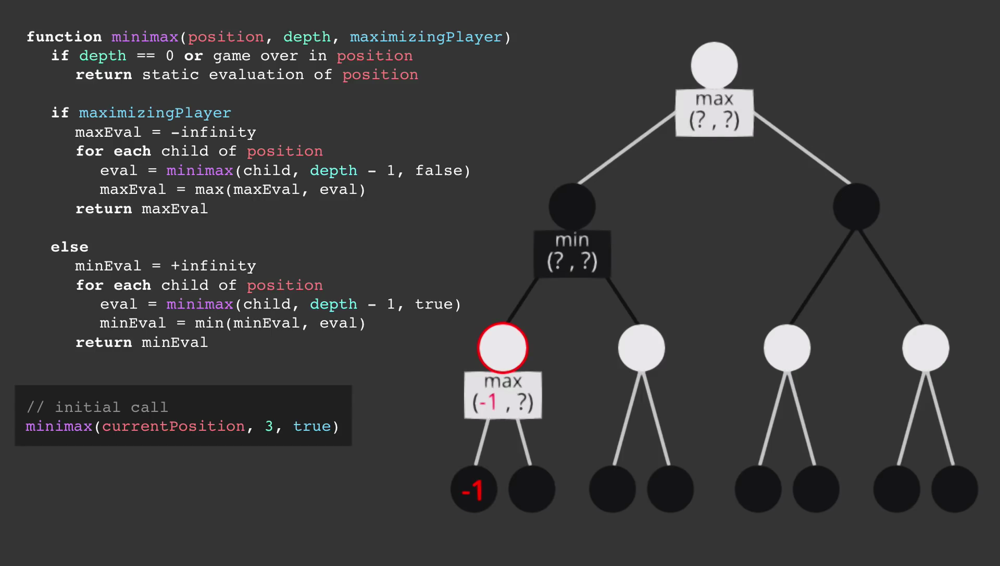 function minimax(position, depth, maximizingPlayer)
if depth == 0 or game over in position
return static evaluation of position
if maximizingPlayer
maxEval = -infinity
for each child of position
eval = minimax(child, depth - 1, false)
maxEval = max(maxEval, eval)
return maxEval
else
minEval = +infinity
for each child of position
eval = minimax(child, depth - 1, true)
minEval = min(minEval, eval)
return minEval
// initial call
minimax(currentPosition, 3, true)
max
(? , ?)
min
(? , ?)
max
(-1 , ?)
-1